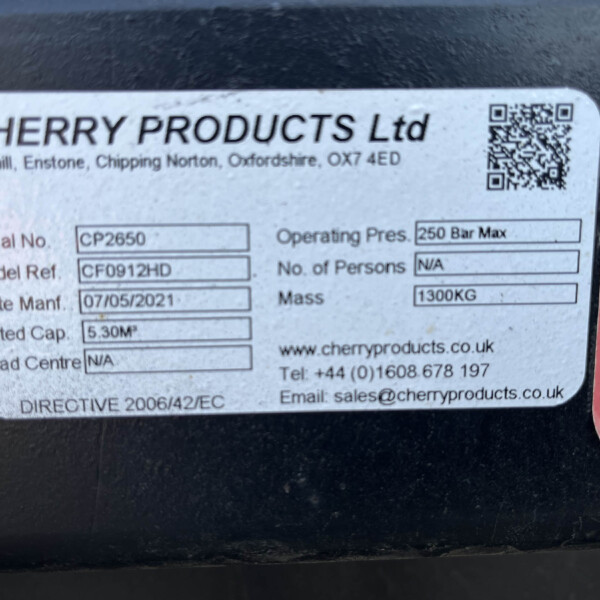 HERRY PRODUCTS Ltd
ill, Enstone, Chipping Norton, Oxfordshire, OX7 4ED
al No. CP2650 Operating Pres. 250 Bar Max
del Ref. CF0912HD No. of Persons N/A
te Manf. 07/05/2021 Mass 1300KG
ted Cap. 5.30M³
ad Centre N/A www.cherryproducts.co.uk
Tel: +44 (0)1608 678 197
DIRECTIVE 2006/42/EC Email: sales@cherryproducts.co.uk